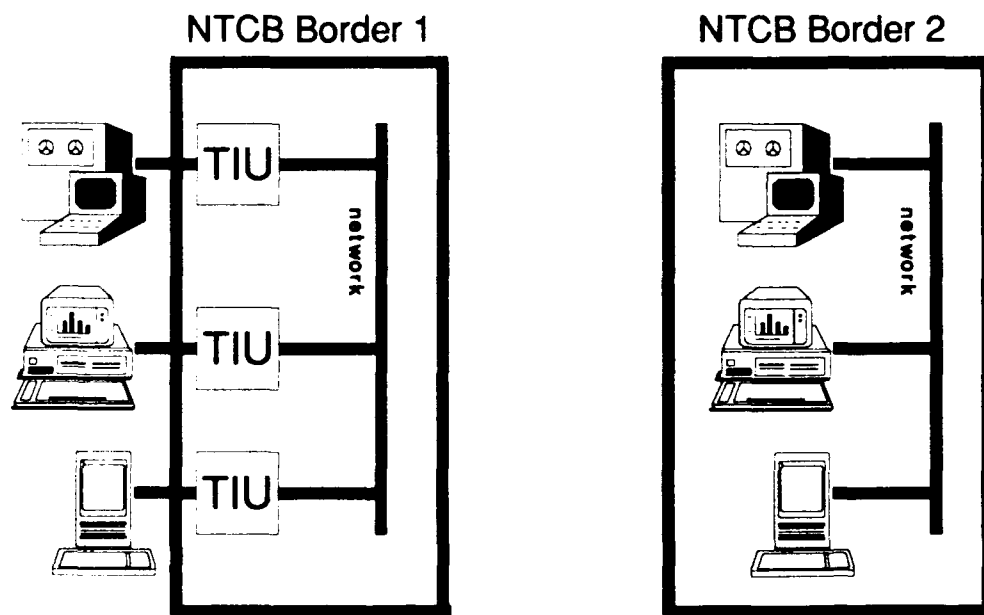 NTCB Border 1
NTCB Border 2
TIU
network
TIU
TIU
network